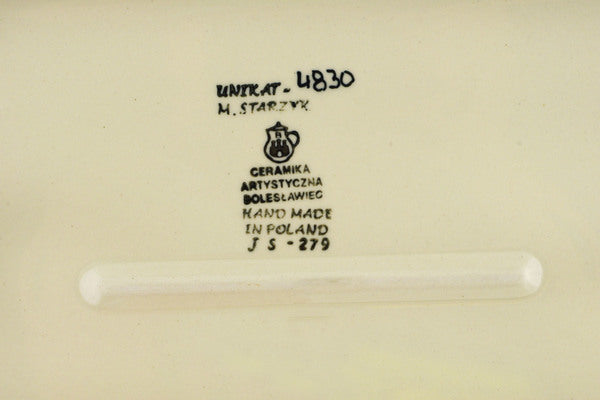 UNIKAT - 4830
M. STARZYK
B
CERAMIKA
ARTYSTYCZNA
BOLESŁAWIEC
HAND MADE
IN POLAND
J S - 279